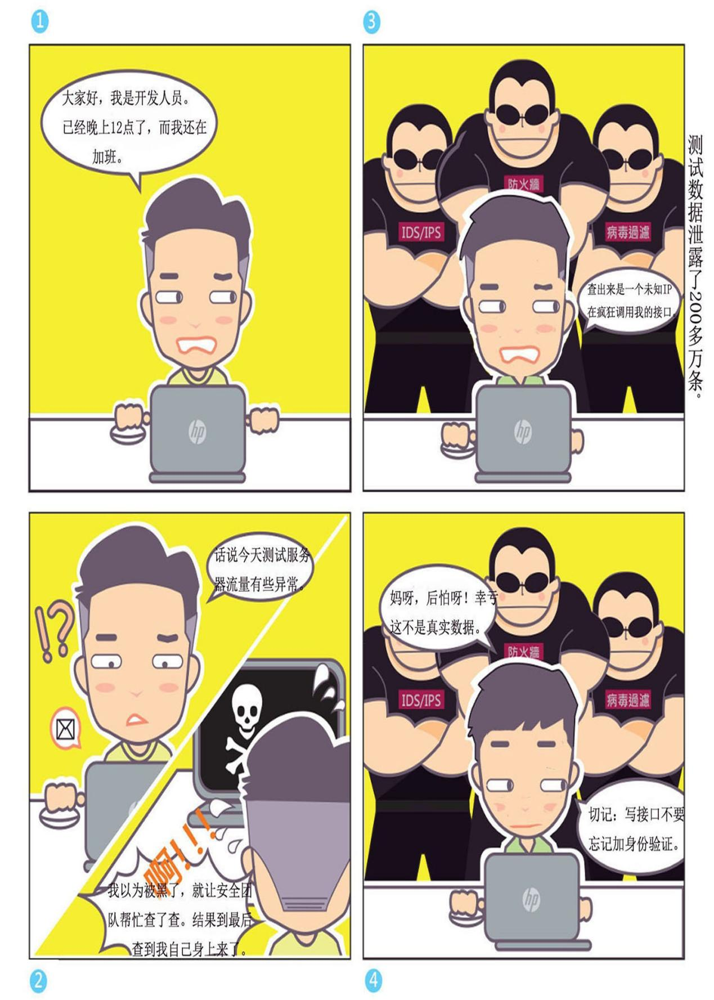 1
大家好，我是开发人员。
已经晚上12点了，而我还在
加班。
hp
2
话说今天测试服务
器流量有些异常。
!?
啊!!!
我以为被黑了，就让安全团
队帮忙查了查。结果到最后
查到我自己身上来了。
3
防火牆
IDS/IPS
病毒過濾
查出来是一个未知IP
在疯狂调用我的接口。
hp
测试数据泄露了200多万条。
4
妈呀，后怕呀！幸亏
这不是真实数据。
防火牆
IDS/IPS
病毒過濾
切记：写接口不要
忘记加身份验证。
hp